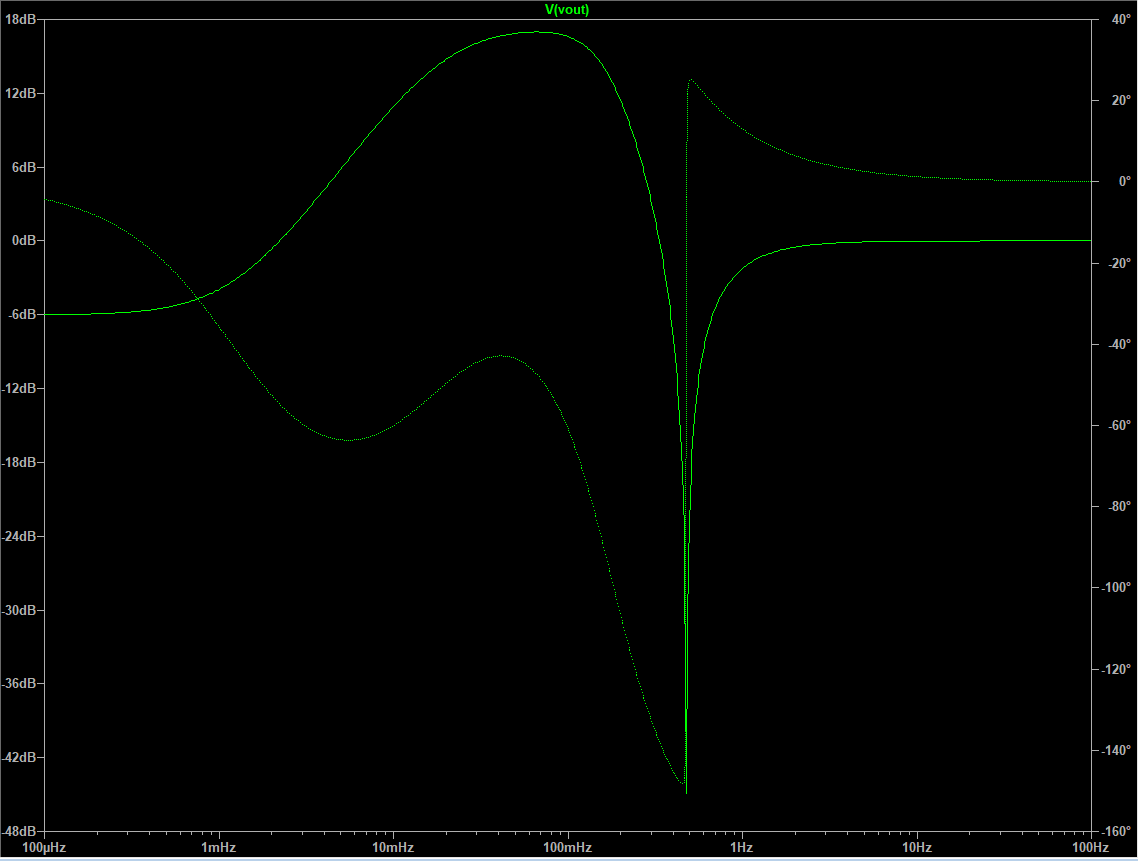 V(vout)
18dB 40°
12dB 20°
6dB 0°
0dB -20°
-6dB -40°
-12dB -60°
-18dB -80°
-24dB -100°
-30dB -120°
-36dB -140°
-42dB
-48dB -160°
100µHz 1mHz 10mHz 100mHz 1Hz 10Hz 100Hz